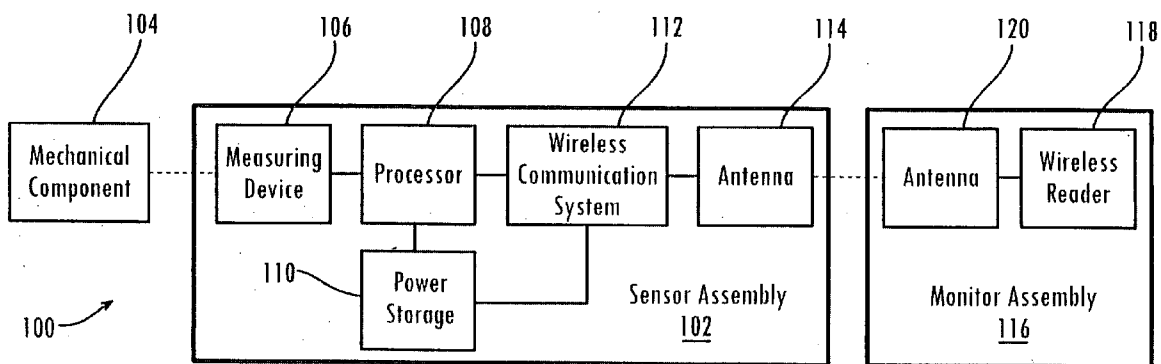 104
106
108
112
114
120
118
Mechanical
Component
Measuring
Device
Processor
Wireless
Communication
System
Antenna
Antenna
Wireless
Reader
110
Power
Storage
Sensor Assembly
102
Monitor Assembly
116
100